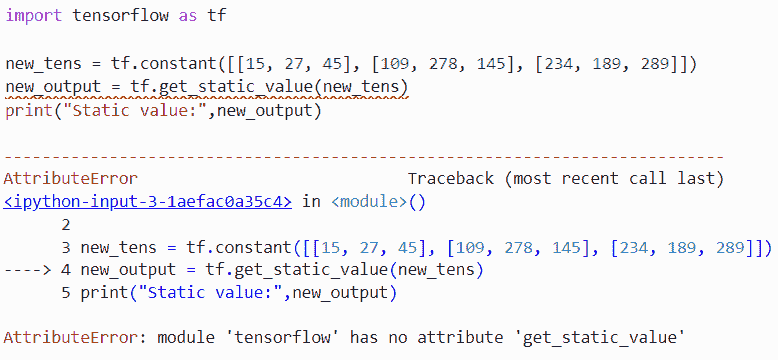 import tensorflow as tf
new_tens = tf.constant([[15, 27, 45], [109, 278, 145], [234, 189, 289]])
new_output = tf.get_static_value(new_tens)
print("Static value:",new_output)
---------------------------------------------------------------------------
AttributeError                            Traceback (most recent call last)
<ipython-input-3-1aefac0a35c4> in <module>()
      2
      3 new_tens = tf.constant([[15, 27, 45], [109, 278, 145], [234, 189, 289]])
----> 4 new_output = tf.get_static_value(new_tens)
      5 print("Static value:",new_output)
AttributeError: module 'tensorflow' has no attribute 'get_static_value'